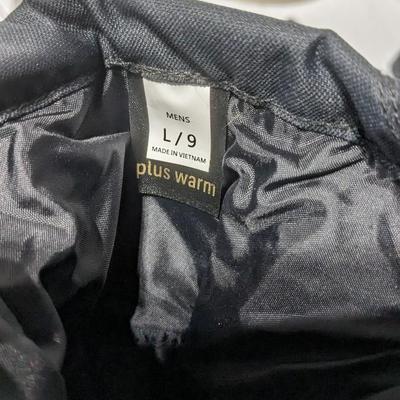 MENS
L / 9
MADE IN VIETNAM
plus warm